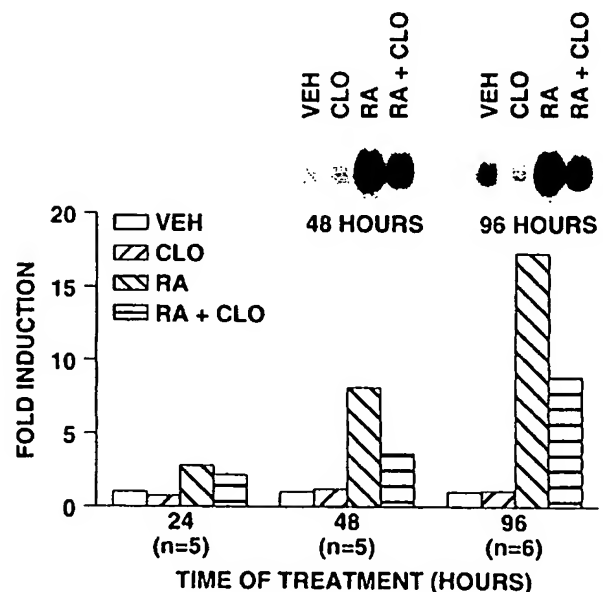 VEH
CLO
RA
RA + CLO
VEH
CLO
RA
RA + CLO
48 HOURS
96 HOURS
20
15
10
5
0
FOLD INDUCTION
VEH
CLO
RA
RA + CLO
24
(n=5)
48
(n=5)
96
(n=6)
TIME OF TREATMENT (HOURS)